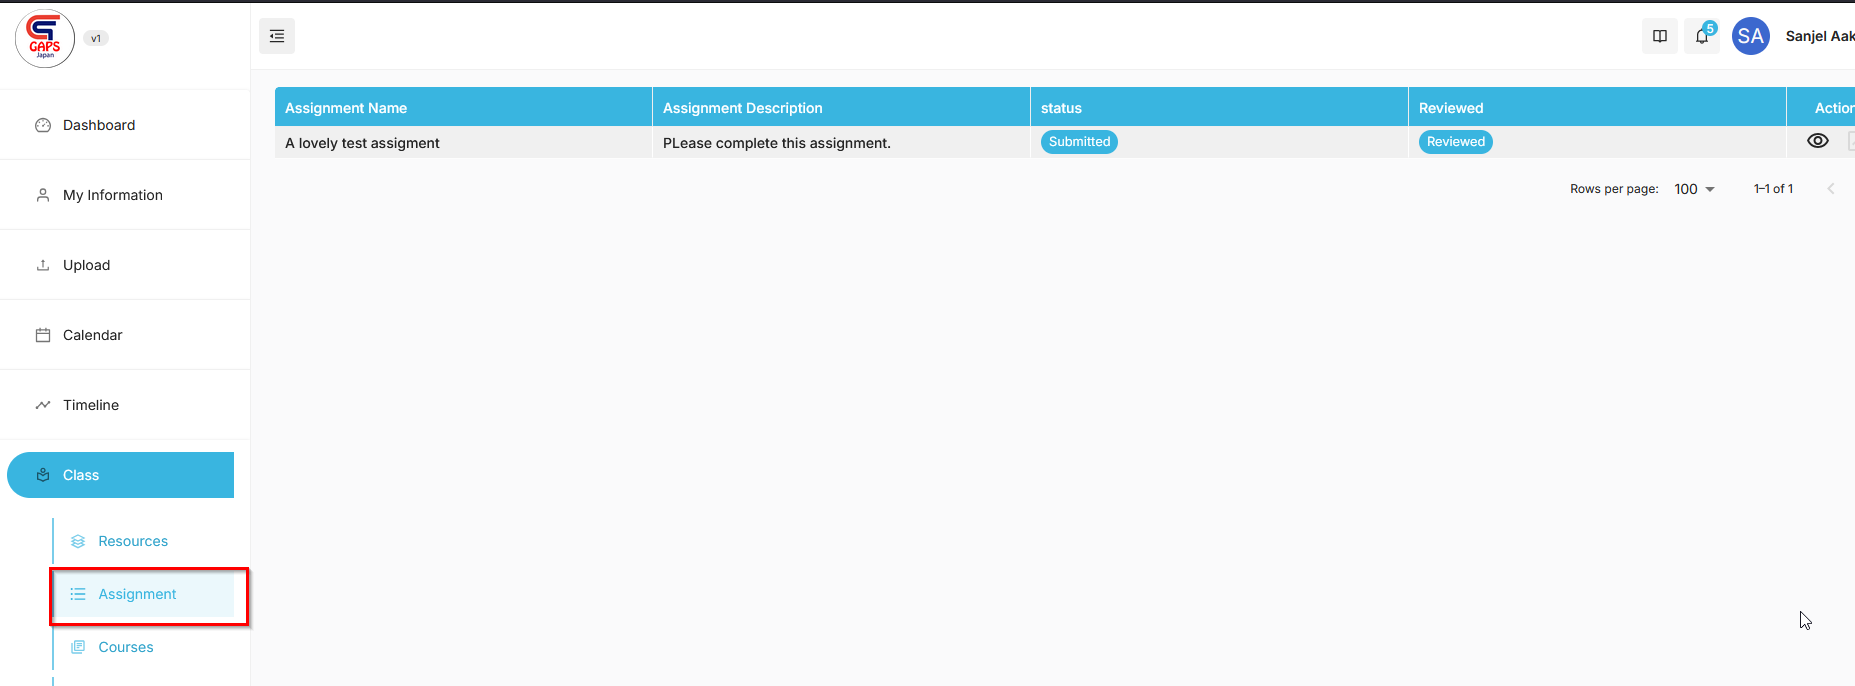 GAPS
Japan
v1
5
SA
Sanjel Aak
Dashboard
My Information
Upload
Calendar
Timeline
Class
Resources
Assignment
Courses
Assignment Name Assignment Description status Reviewed Action
A lovely test assigment PLease complete this assignment. Submitted Reviewed
Rows per page: 100 1–1 of 1